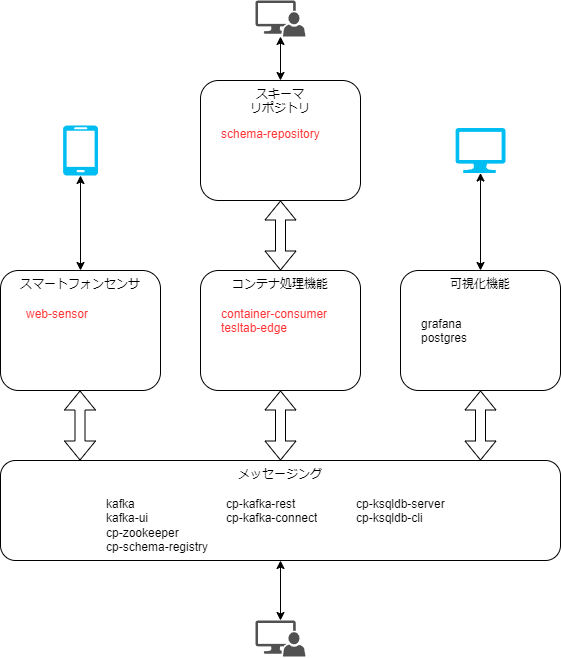 スキーマ
リポジトリ
schema-repository
スマートフォンセンサ
web-sensor
コンテナ処理機能
container-consumer
tesltab-edge
可視化機能
grafana
postgres
メッセージング
kafka
kafka-ui
cp-zookeeper
cp-schema-registry
cp-kafka-rest
cp-kafka-connect
cp-ksqldb-server
cp-ksqldb-cli